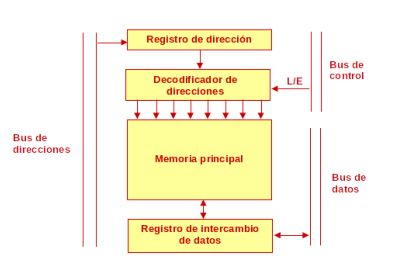 Registro de dirección
Decodificador de
direcciones
L/E
Bus de
control
Bus de
direcciones
Memoria principal
Bus de
datos
Registro de intercambio
de datos